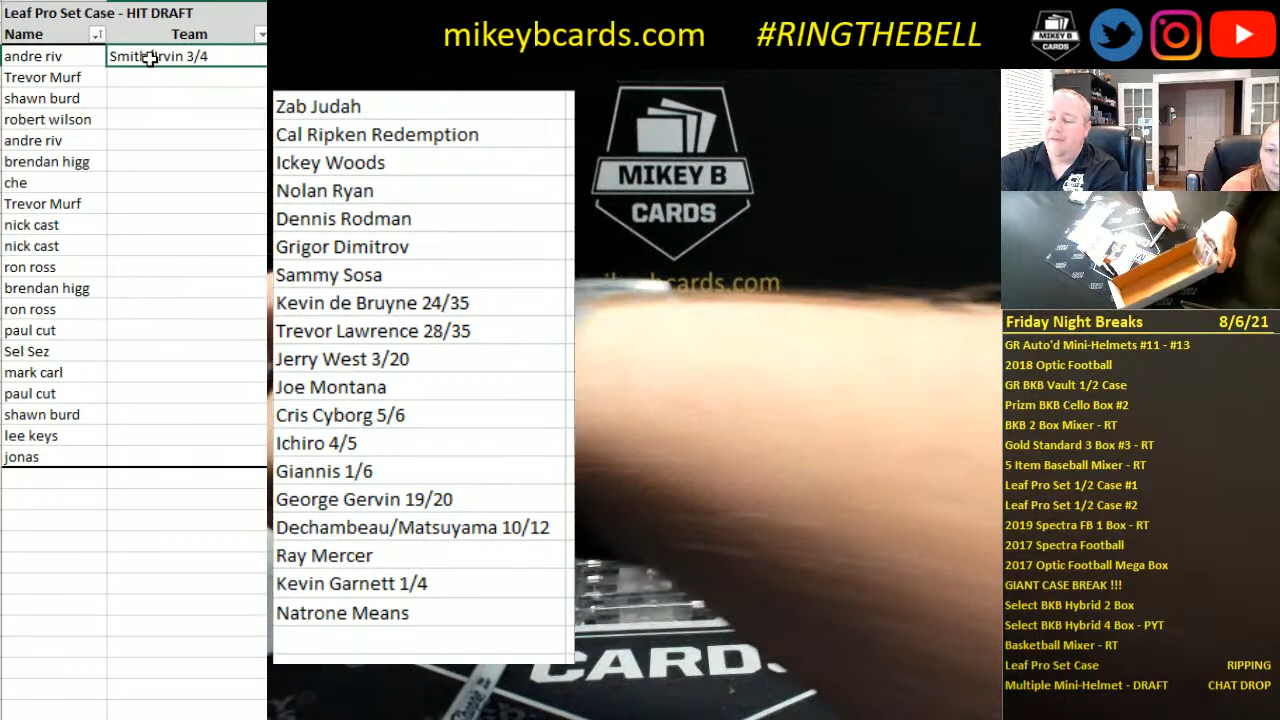 Leaf Pro Set Case - HIT DRAFT
Name Team
andre riv
Trevor Murf
shawn burd
robert wilson
andre riv
brendan higg
che
Trevor Murf
nick cast
nick cast
ron ross
brendan higg
ron ross
paul cut
Sel Sez
mark carl
paul cut
shawn burd
lee keys
jonas
3/4
Zab Judah
Cal Ripken Redemption
Ickey Woods
Nolan Ryan
Dennis Rodman
Grigor Dimitrov
Sammy Sosa
Kevin de Bruyne 24/35
Trevor Lawrence 28/35
Jerry West 3/20
Joe Montana
Cris Cyborg 5/6
Ichiro 4/5
Giannis 1/6
George Gervin 19/20
Dechambeau/Matsuyama 10/12
Ray Mercer
Kevin Garnett 1/4
Natrone Means
mikeybcards.com #RINGTHEBELL
MIKEY B
CARDS
MIKEY B
CARDS
ikeybcards.com
CARD.
Friday Night Breaks 8/6/21
GR Auto'd Mini-Helmets #11 - #13
2018 Optic Football
GR BKB Vault 1/2 Case
Prizm BKB Cello Box #2
BKB 2 Box Mixer - RT
Gold Standard 3 Box #3 - RT
5 Item Baseball Mixer - RT
Leaf Pro Set 1/2 Case #1
Leaf Pro Set 1/2 Case #2
2019 Spectra FB 1 Box - RT
2017 Spectra Football
2017 Optic Football Mega Box
GIANT CASE BREAK !!!
Select BKB Hybrid 2 Box
Select BKB Hybrid 4 Box - PYT
Basketball Mixer - RT
Leaf Pro Set Case RIPPING
Multiple Mini-Helmet - DRAFT CHAT DROP